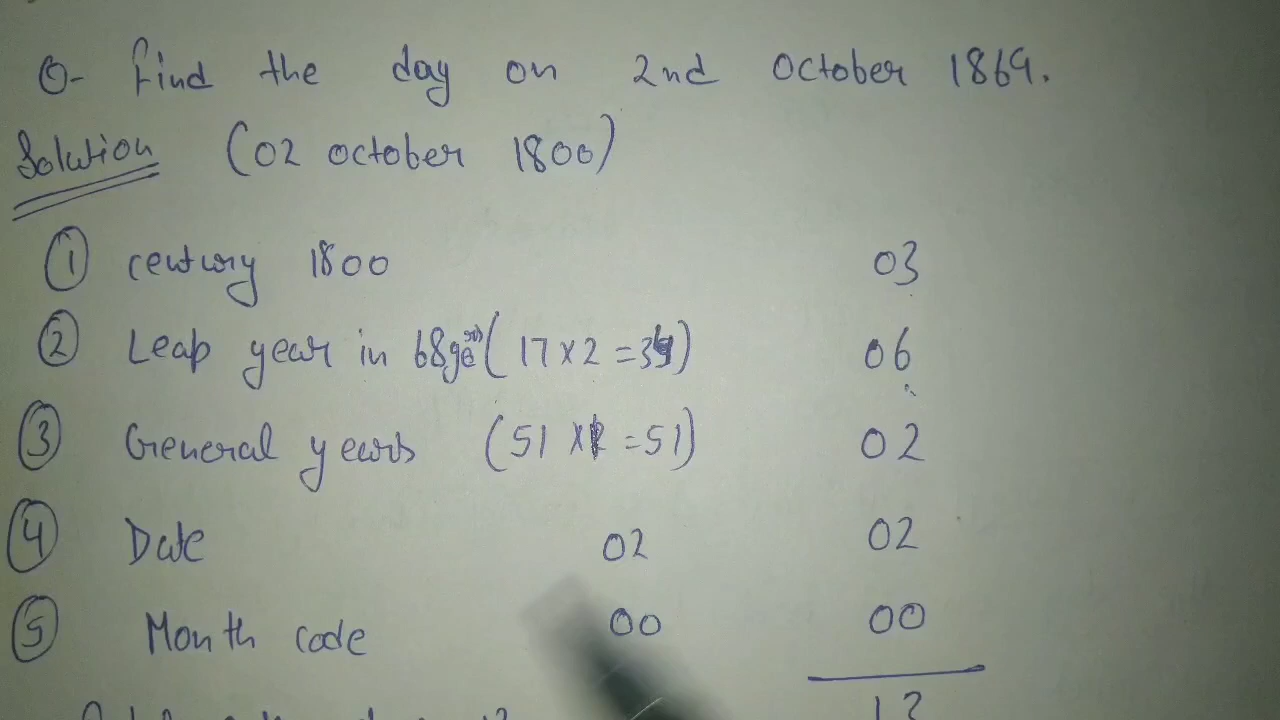 Q- Find the day on 2nd October 1869.
Solution (02 october 1800)
① century 1800 03
② Leap year in 68 (17 x 2 = 34) 06
③ General years (51 x 1 = 51) 02
④ Date 02 02
⑤ Month code 00 00
13